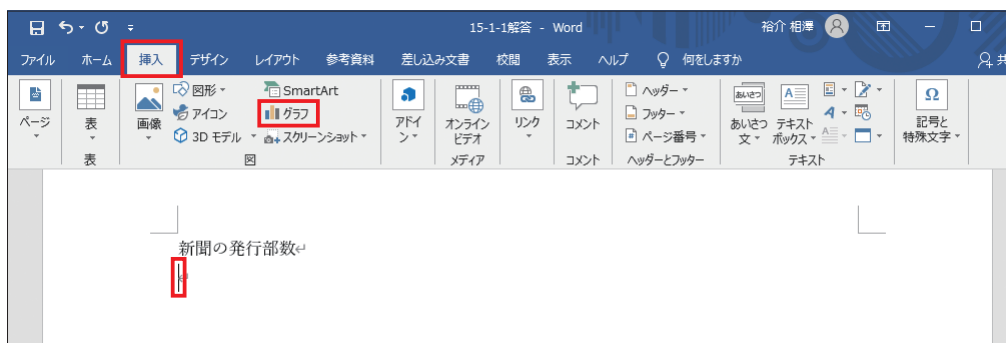 15-1-1解答 - Word
裕介 相澤
ファイル ホーム 挿入 デザイン レイアウト 参考資料 差し込み文書 校閲 表示 ヘルプ 何をしますか 共
ページ
表
表
画像
図形
アイコン
3D モデル
SmartArt
グラフ
スクリーンショット
図
アドイ
ン
オンライン
ビデオ
メディア
リンク
コメント
コメント
ヘッダー
フッター
ページ番号
ヘッダーとフッター
あいさつ
あいさつ
文
A
テキスト
ボックス
A
テキスト
Ω
記号と
特殊文字
新聞の発行部数